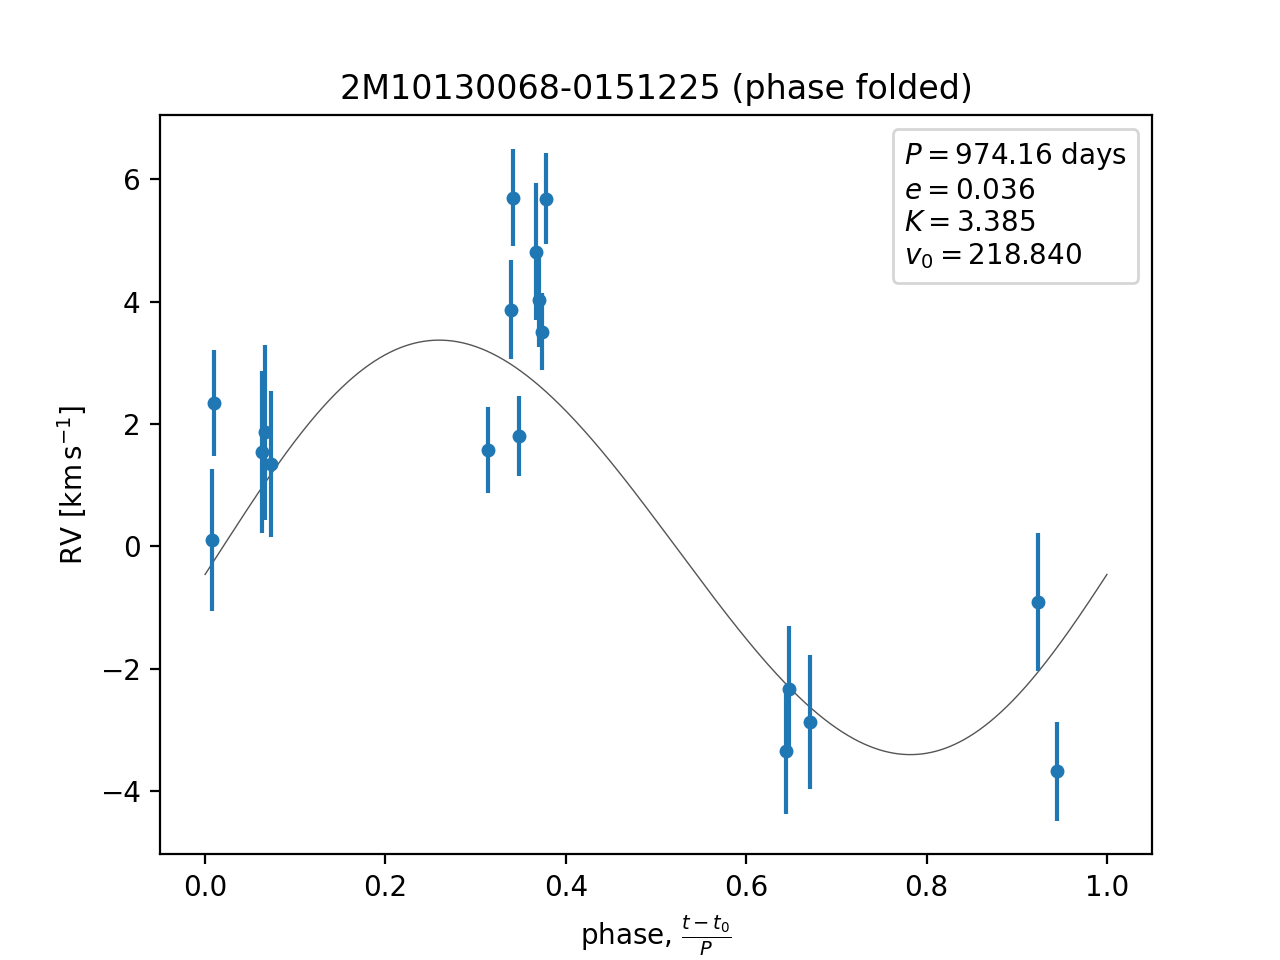 2M10130068-0151225 (phase folded)
P = 974.16 days
e = 0.036
K = 3.385
v₀ = 218.840
6
4
2
0
−2
−4
RV [km s⁻¹]
0.0 0.2 0.4 0.6 0.8 1.0
phase, (t − t₀)/P